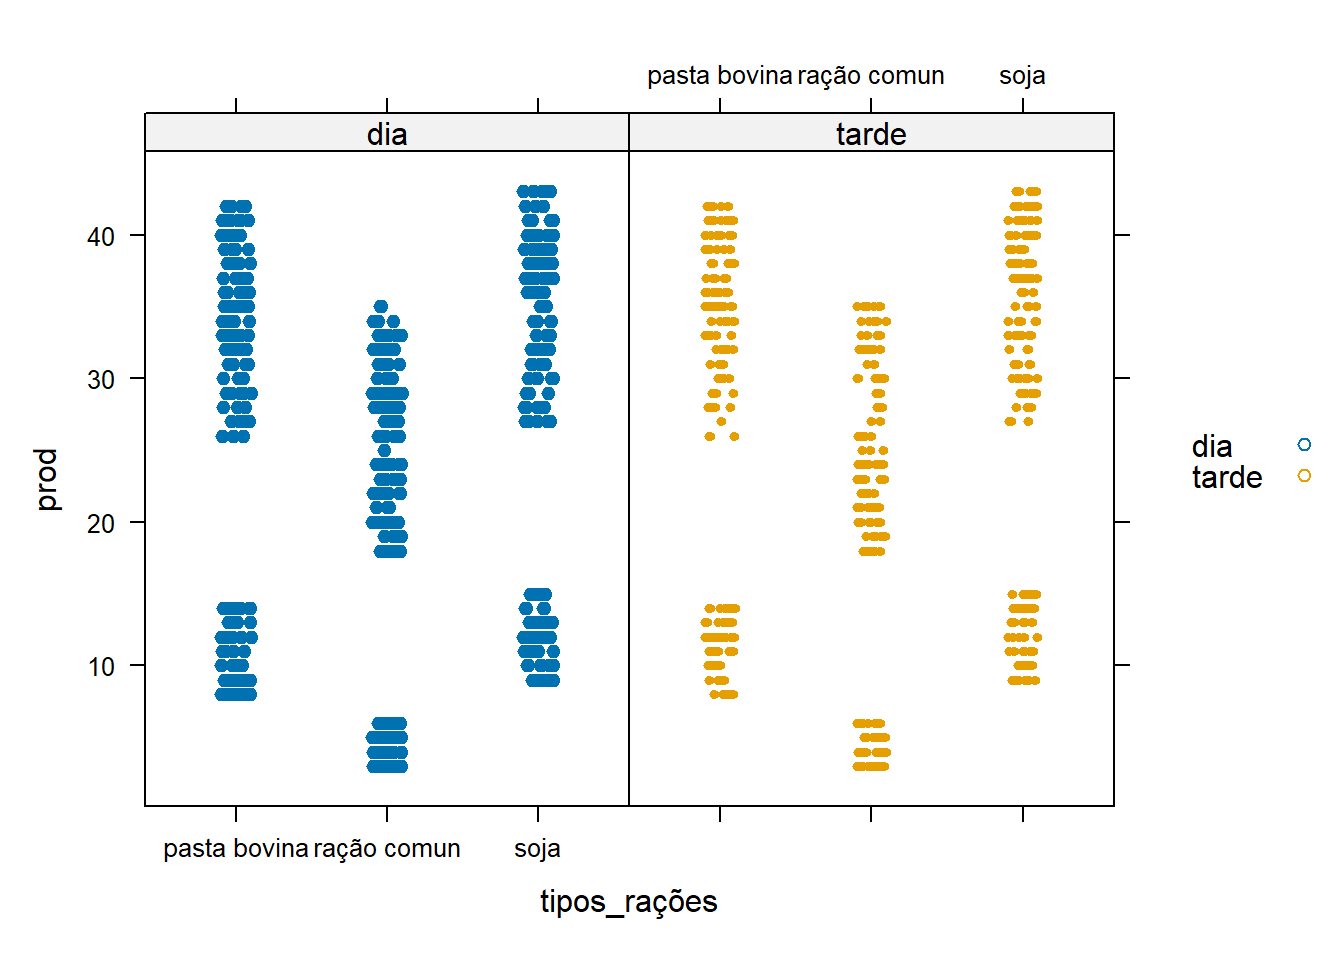 pasta bovina ração comun soja
dia tarde
prod
40
30
20
10
dia
tarde
pasta bovina ração comun soja
tipos_rações